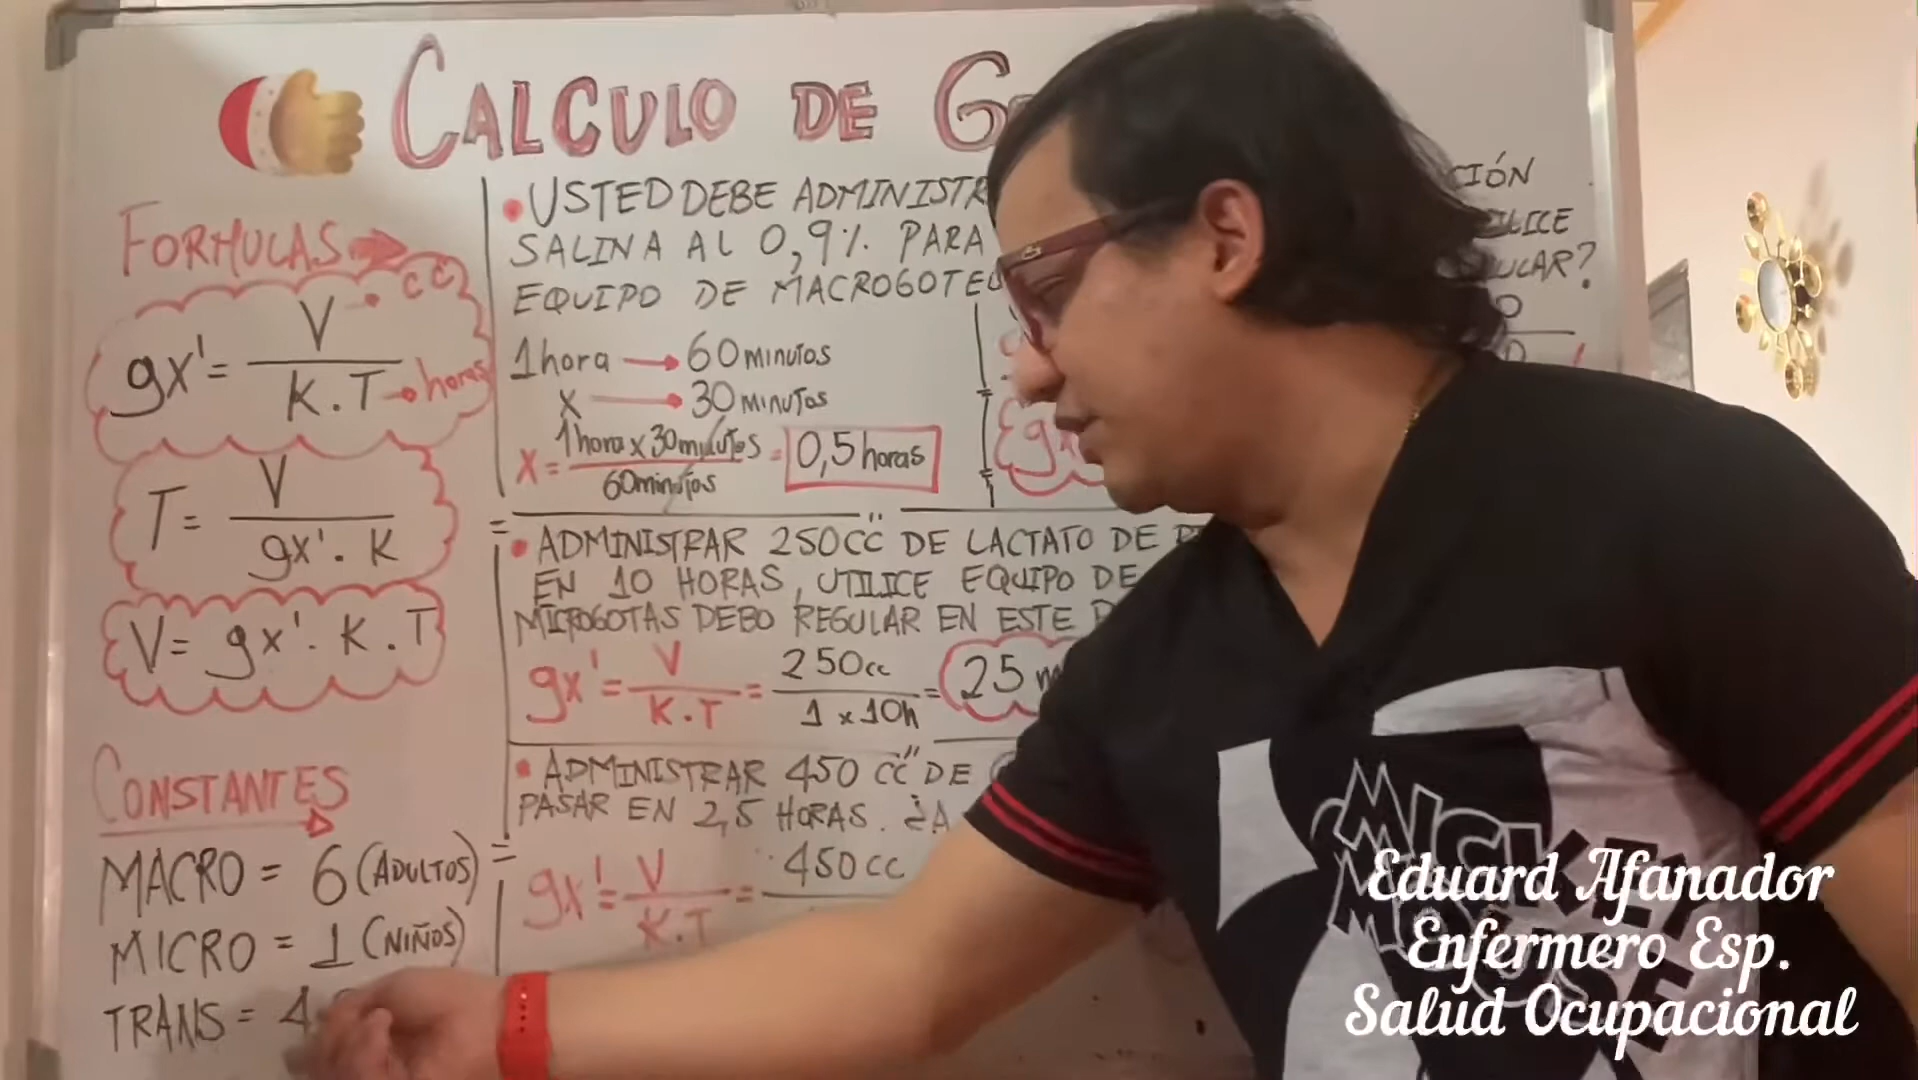 CALCULO DE
FORMULAS
gx' = V → cc
K.T → horas
T = V
gx'. K
V = gx'. K.T
CONSTANTES
MACRO = 6 (ADULTOS)
MICRO = 1 (NIÑOS)
TRANS = 4
• USTED DEBE
SALINA AL 0,9%. PARA
EQUIPO DE
1 hora → 60 minutos
X → 30 minutos
X = 1 hora x 30 minutos = 0,5 horas
60 minutos
CIÓN
ULAR?
• ADMINISTRAR 250 CC" DE LACTATO DE
EN 10 HORAS, UTILICE EQUIPO DE
MICROGOTAS DEBO REGULAR EN ESTE
gx' = V = 250cc = 25
K.T 1 x 10h
• ADMINISTRAR 450 CC" DE
PASAR EN 2,5 HORAS. ¿A
gx' = V = 450 cc
K.T
MICKEY
MOUSE
Eduard Afanador
Enfermero Esp.
Salud Ocupacional